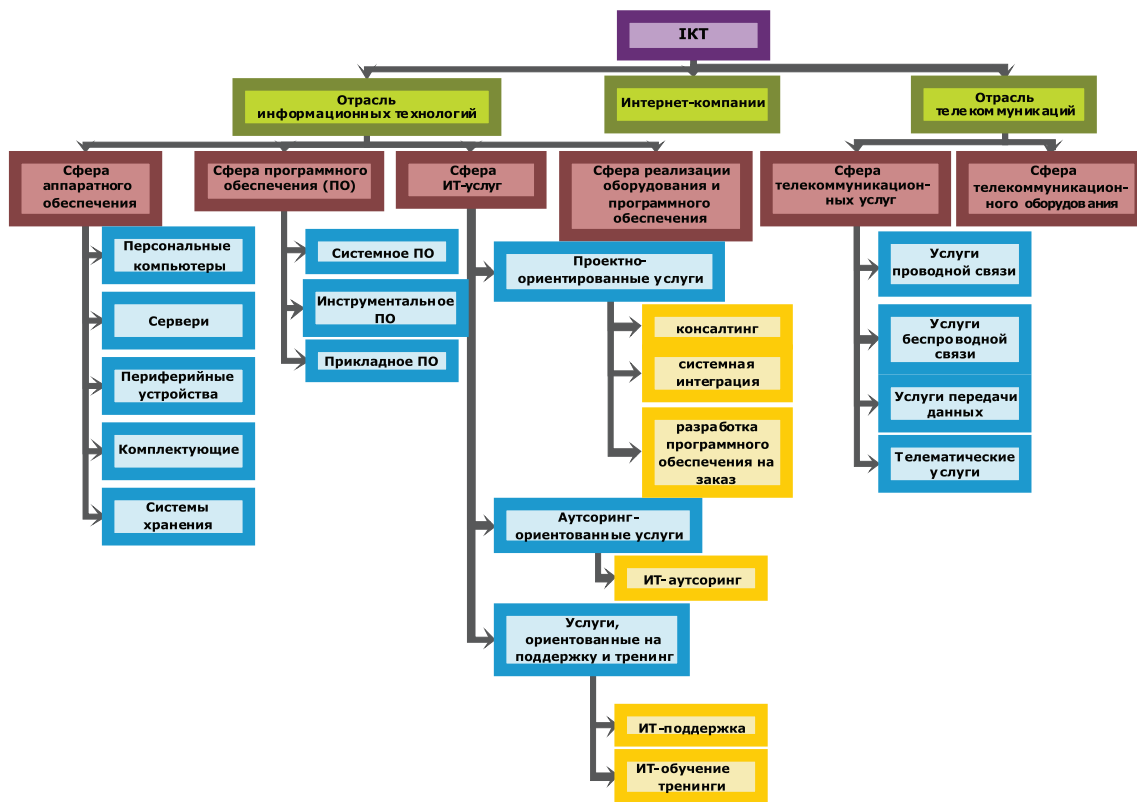 ІКТ
Отрасль
информационных технологий
Интернет-компании
Отрасль
телекоммуникаций
Сфера
аппаратного
обеспечения
Сфера программного
обеспечения (ПО)
Сфера
ИТ-услуг
Сфера реализации
оборудования и
программного
обеспечения
Сфера
телекоммуникацион-
ных услуг
Сфера
телекоммуникацион-
ного оборудования
Персональные
компьютеры
Сервери
Периферийные
устройства
Комплектующие
Системы
хранения
Системное ПО
Инструментальное
ПО
Прикладное ПО
Проектно-
ориентированные услуги
консалтинг
системная
интеграция
разработка
программного
обеспечения на
заказ
Аутсоринг-
ориентованные услуги
ИТ-аутсоринг
Услуги,
ориентованные на
поддержку и тренинг
ИТ-поддержка
ИТ-обучение
тренинги
Услуги
проводной связи
Услуги
беспроводной
связи
Услуги передачи
данных
Телематические
услуги